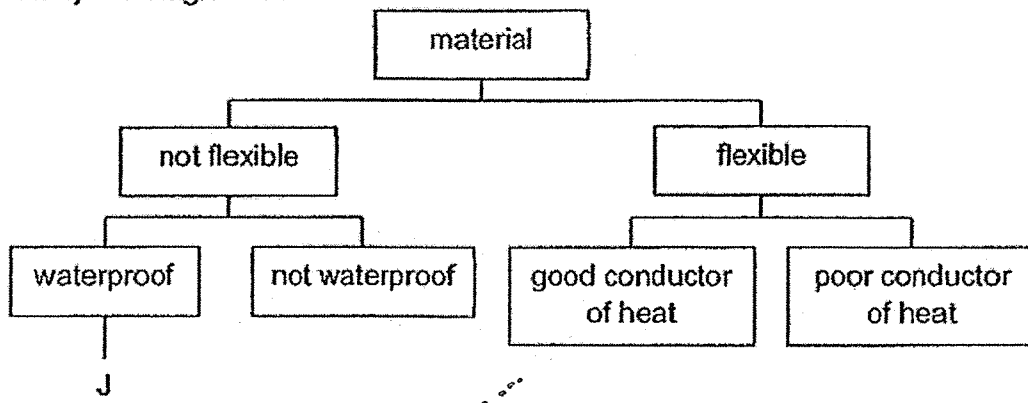 material
not flexible
flexible
waterproof
not waterproof
good conductor
of heat
poor conductor
of heat
J